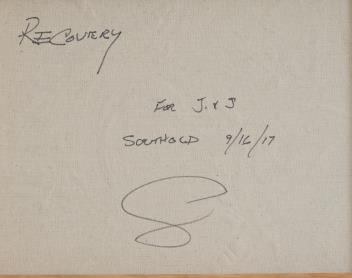 RECOVERY
FOR J. & J
SOUTHOLD 9/16/17